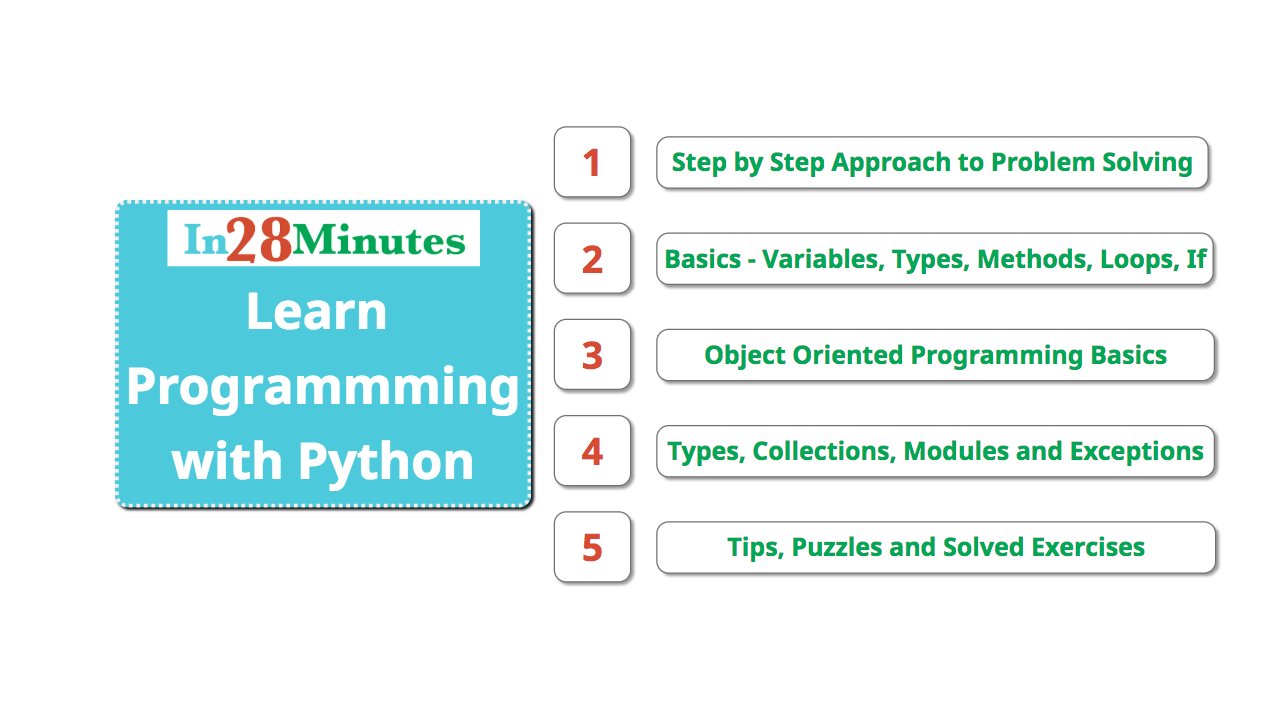 In28Minutes
Learn
Programmming
with Python
1
Step by Step Approach to Problem Solving
2
Basics - Variables, Types, Methods, Loops, If
3
Object Oriented Programming Basics
4
Types, Collections, Modules and Exceptions
5
Tips, Puzzles and Solved Exercises